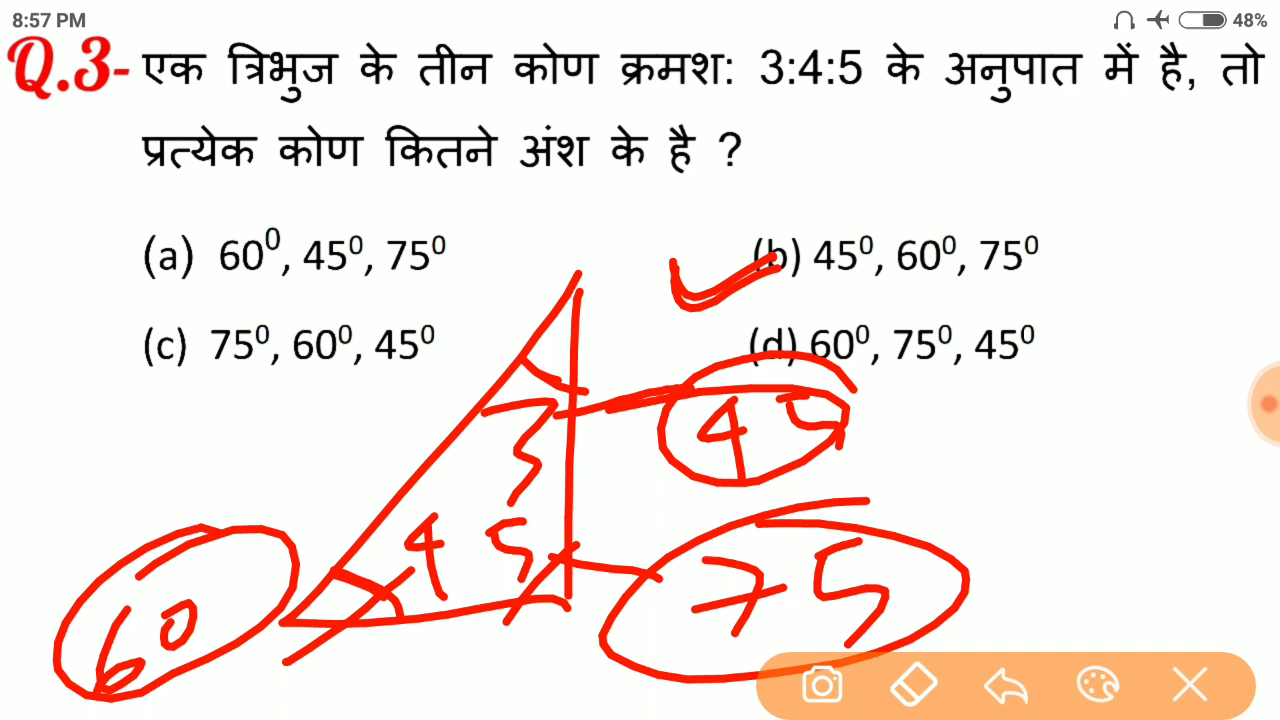 8:57 PM 48%
Q.3- एक त्रिभुज के तीन कोण क्रमश: 3:4:5 के अनुपात में है, तो
प्रत्येक कोण कितने अंश के है ?
(a) 60⁰, 45⁰, 75⁰ (b) 45⁰, 60⁰, 75⁰
(c) 75⁰, 60⁰, 45⁰ (d) 60⁰, 75⁰, 45⁰
3 45
4 5
60 75